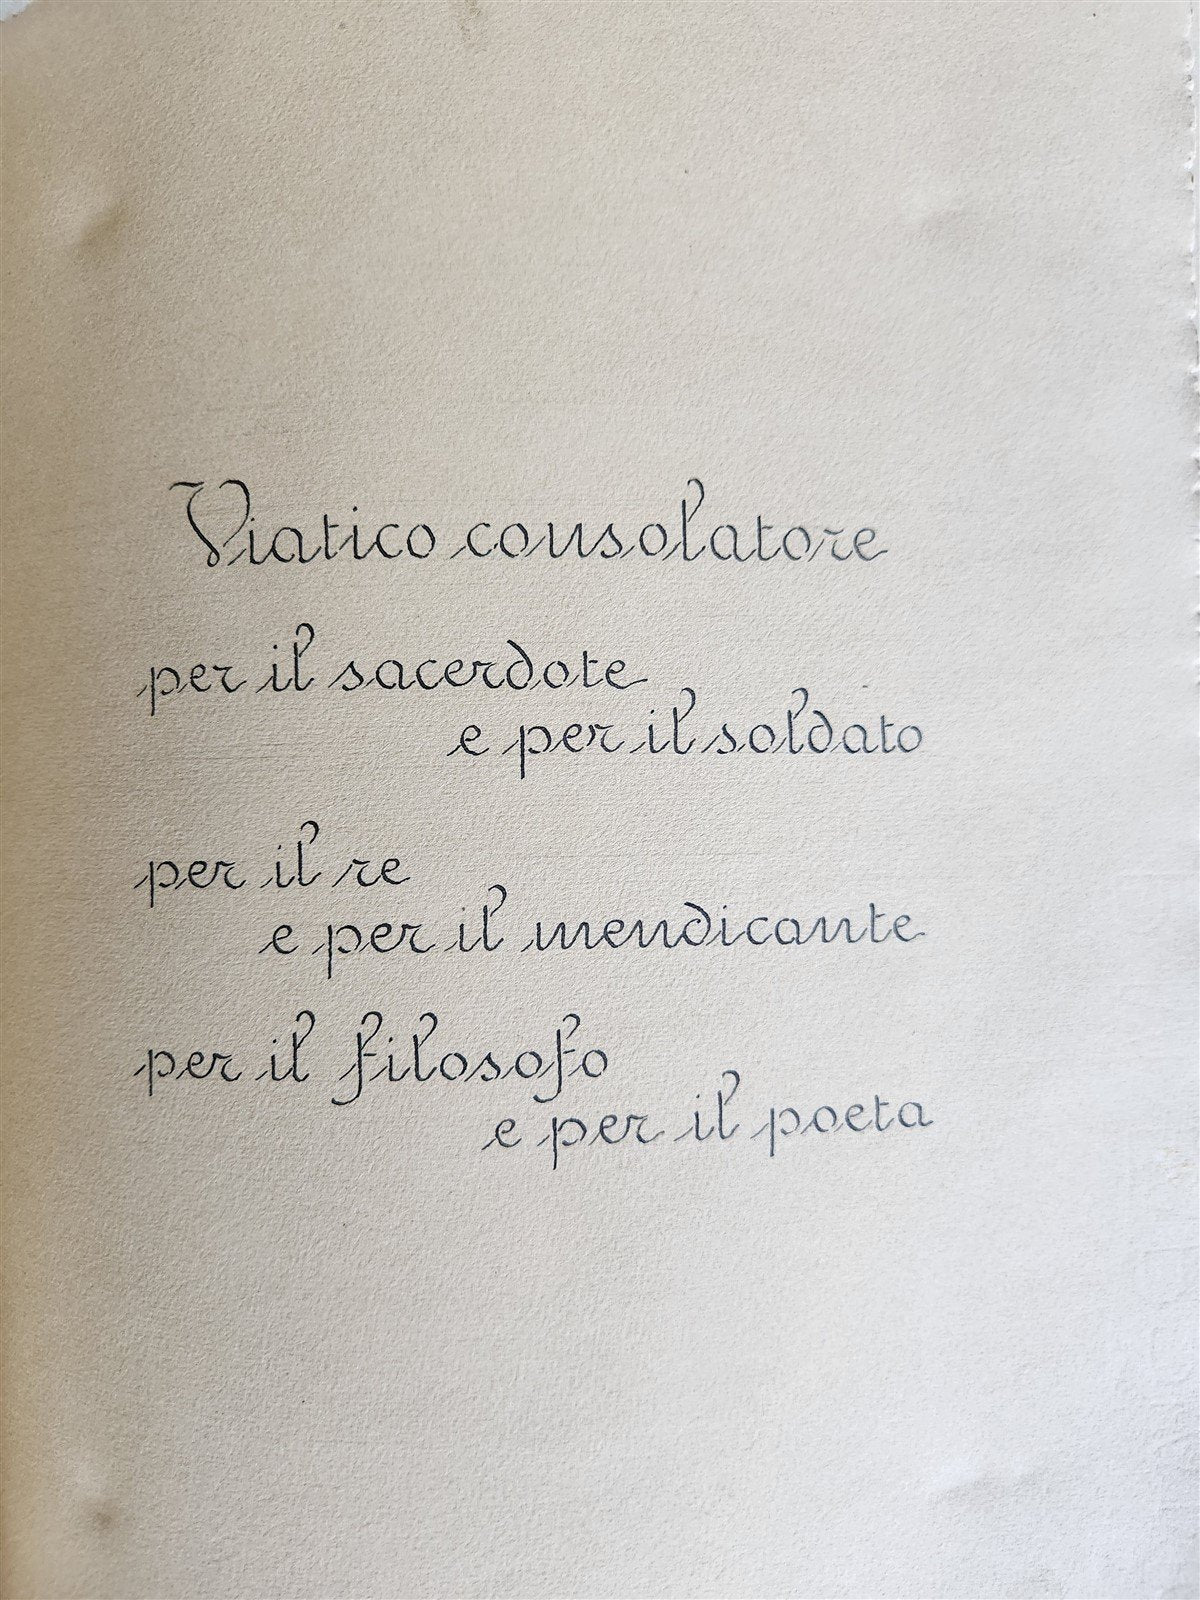 Viatico consolatore
per il sacerdote
e per il soldato
per il re
e per il mendicante
per il filosofo
e per il poeta